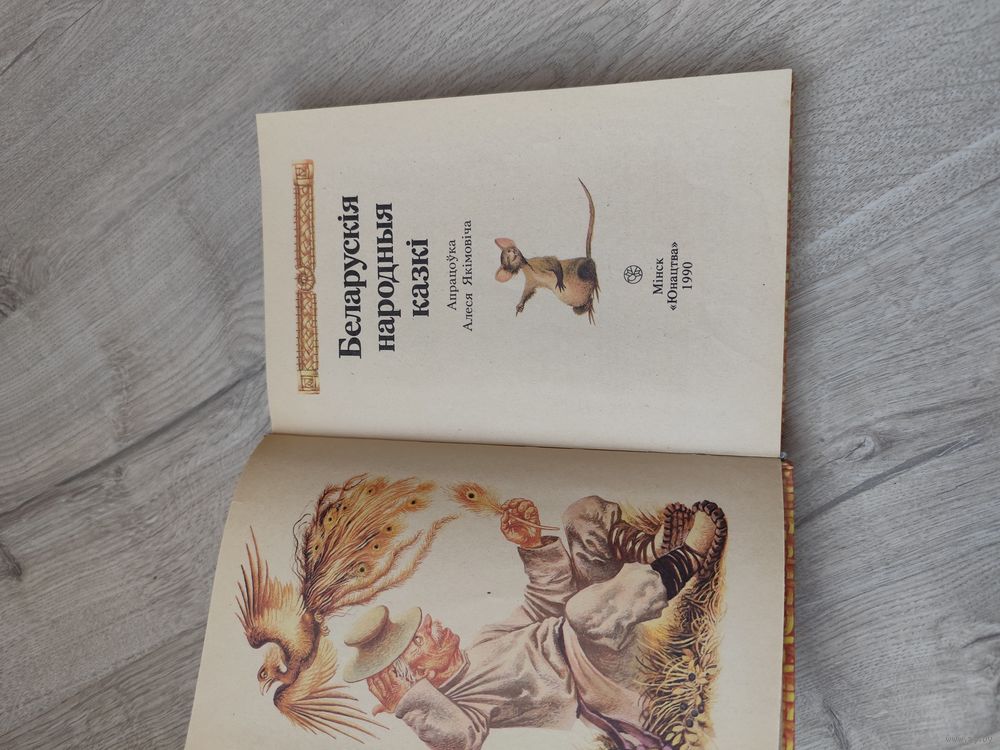 Беларускія
народныя
казкі
Апрацоўка
Алеся Якімовіча
Мінск
«Юнацтва»
1990